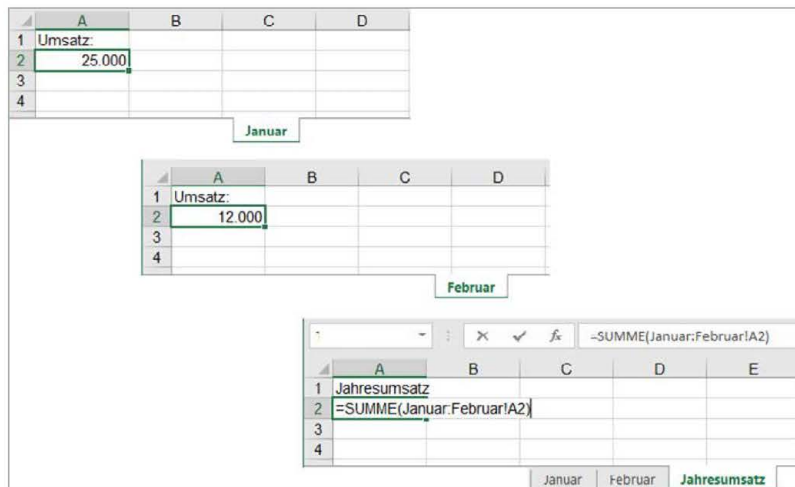 A B C D
1 Umsatz:
2 25.000
3
4
Januar
A B C D
1 Umsatz:
2 12.000
3
4
Februar
fx =SUMME(Januar:Februar!A2)
A B C D E
1 Jahresumsatz
2 =SUMME(Januar:Februar!A2)
3
4
Januar Februar Jahresumsatz